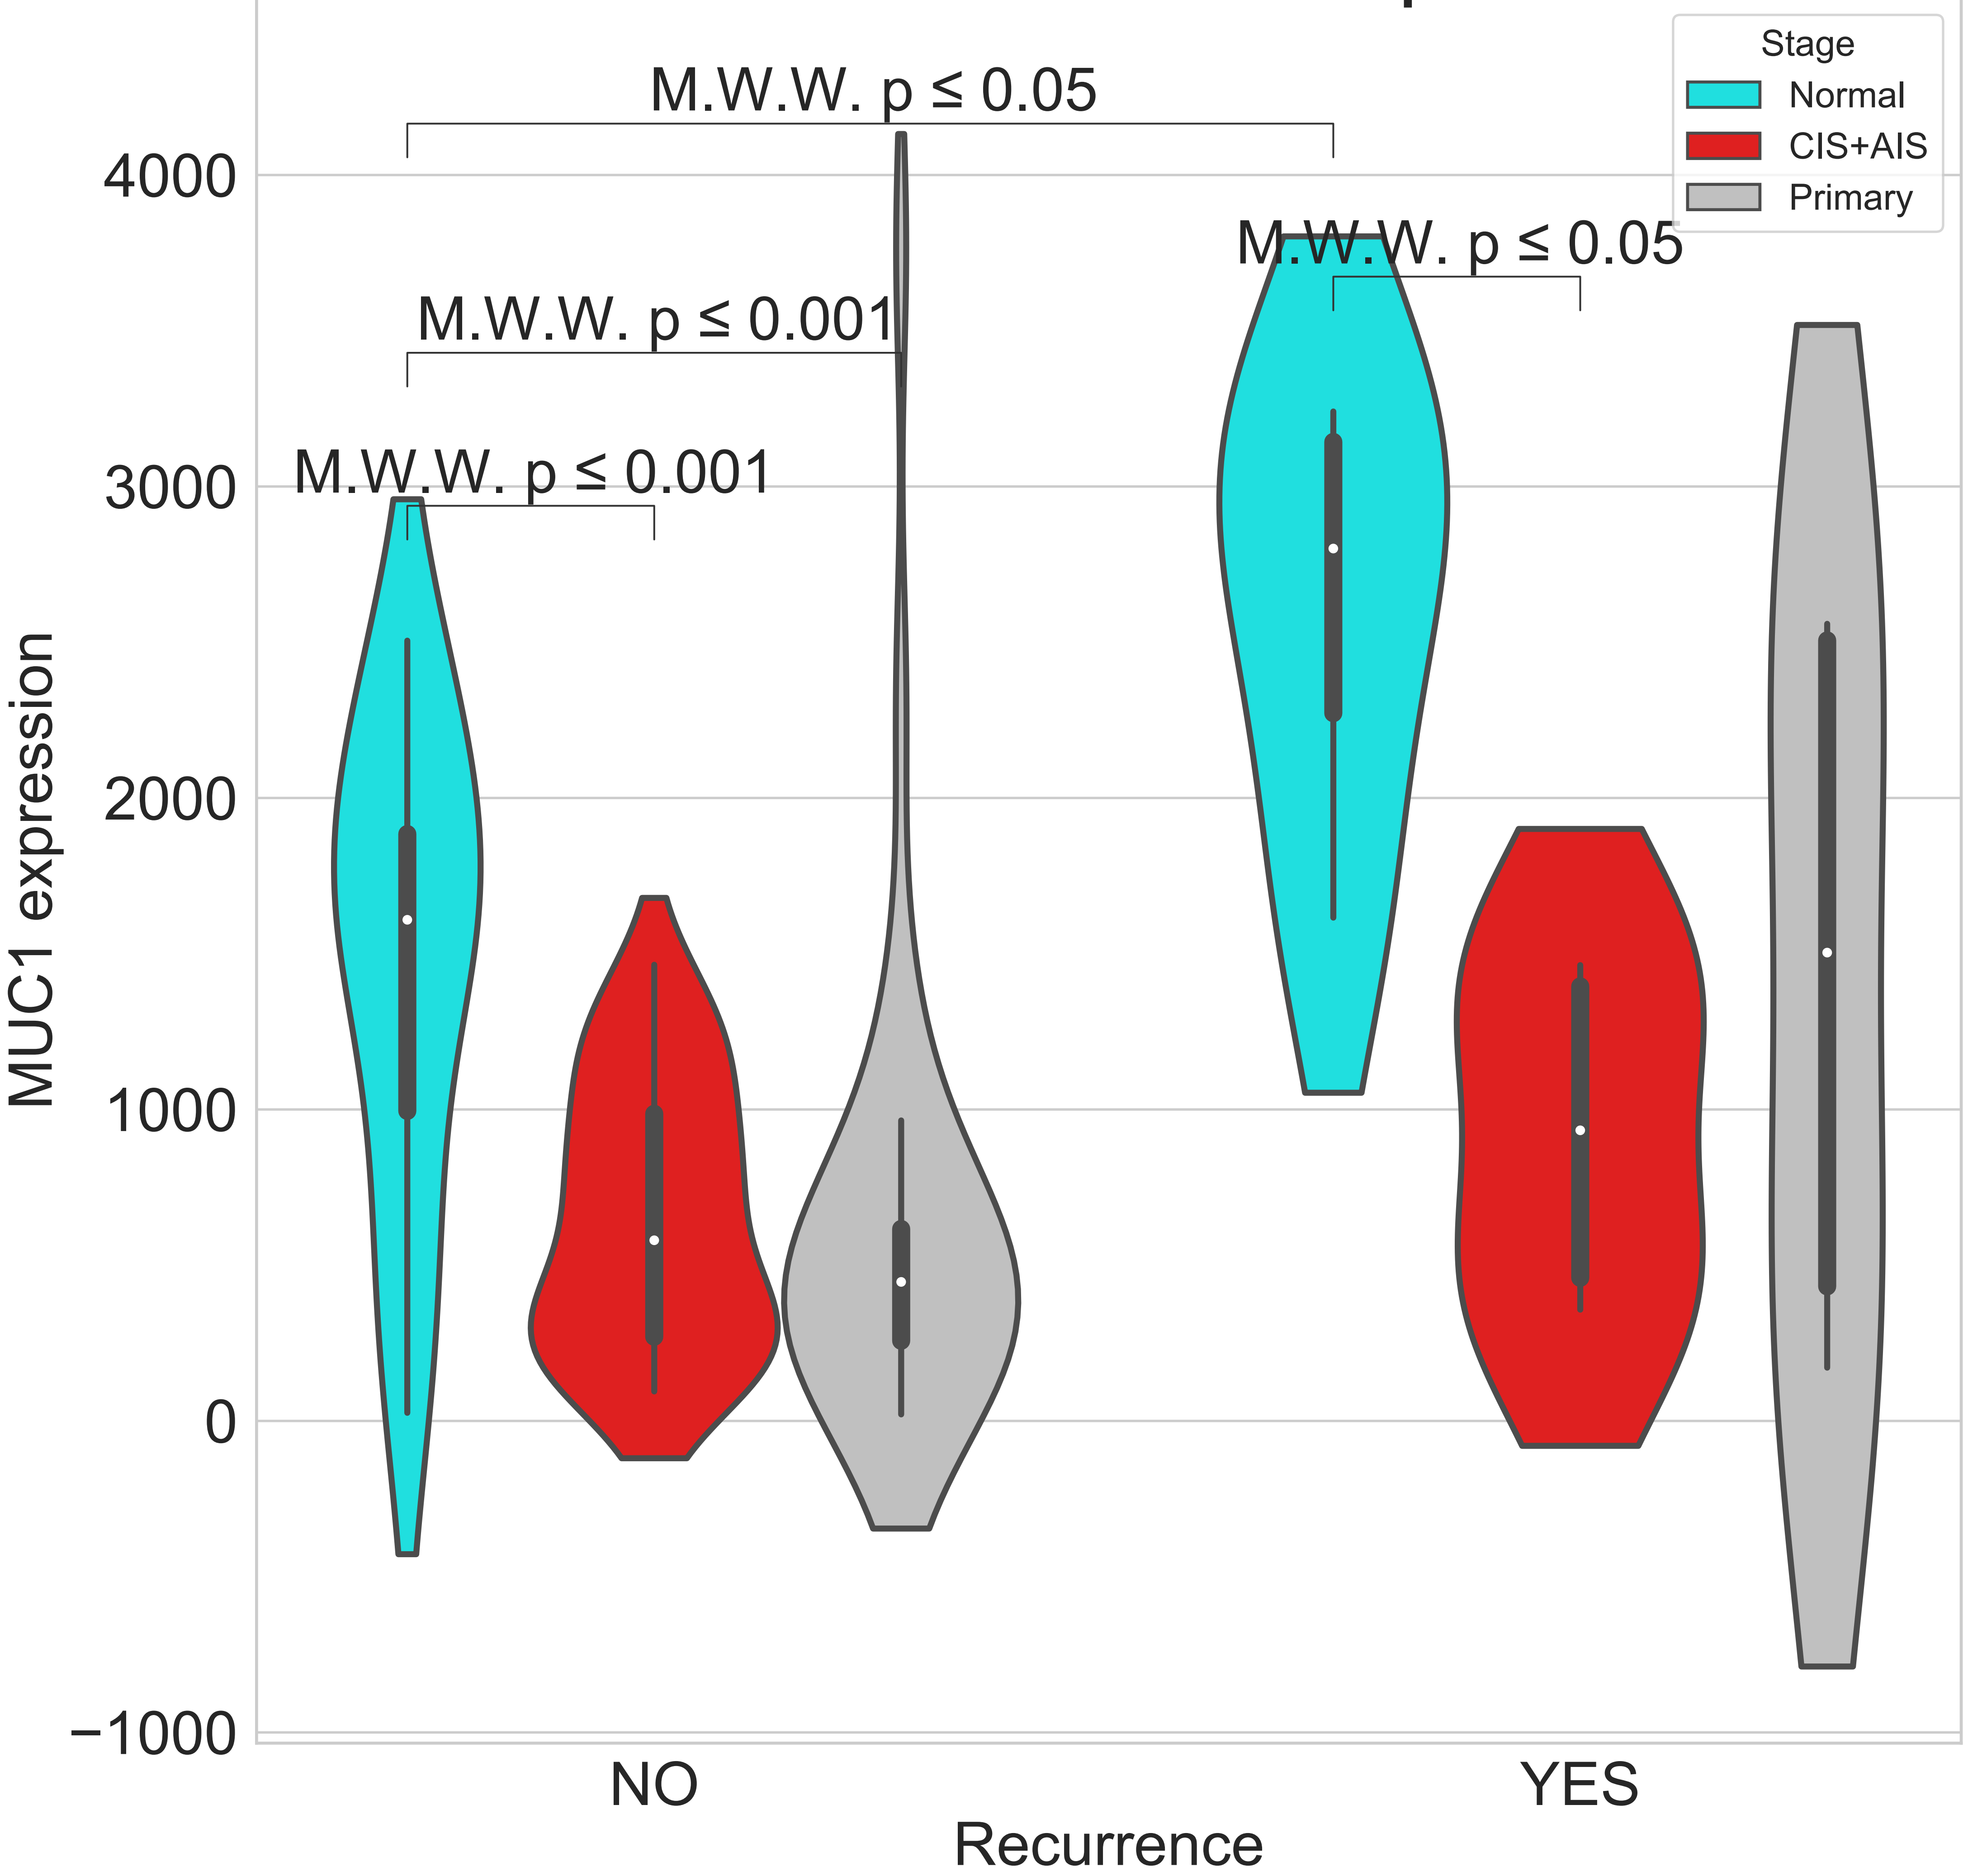 Stage
Normal
CIS+AIS
Primary
M.W.W. p ≤ 0.05
M.W.W. p ≤ 0.05
M.W.W. p ≤ 0.001
M.W.W. p ≤ 0.001
4000
3000
2000
1000
0
−1000
MUC1 expression
NO
YES
Recurrence